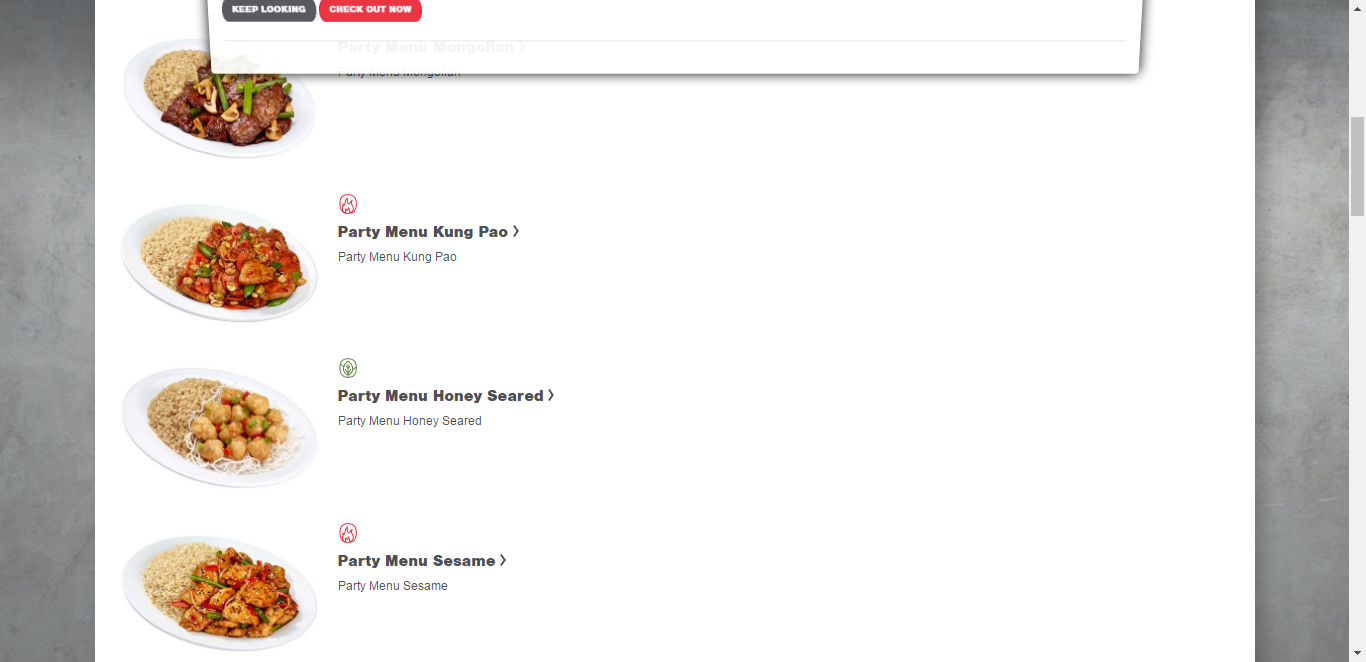 KEEP LOOKING CHECK OUT NOW
Party Menu Mongolian >
Party Menu Mongolian
Party Menu Kung Pao >
Party Menu Kung Pao
Party Menu Honey Seared >
Party Menu Honey Seared
Party Menu Sesame >
Party Menu Sesame